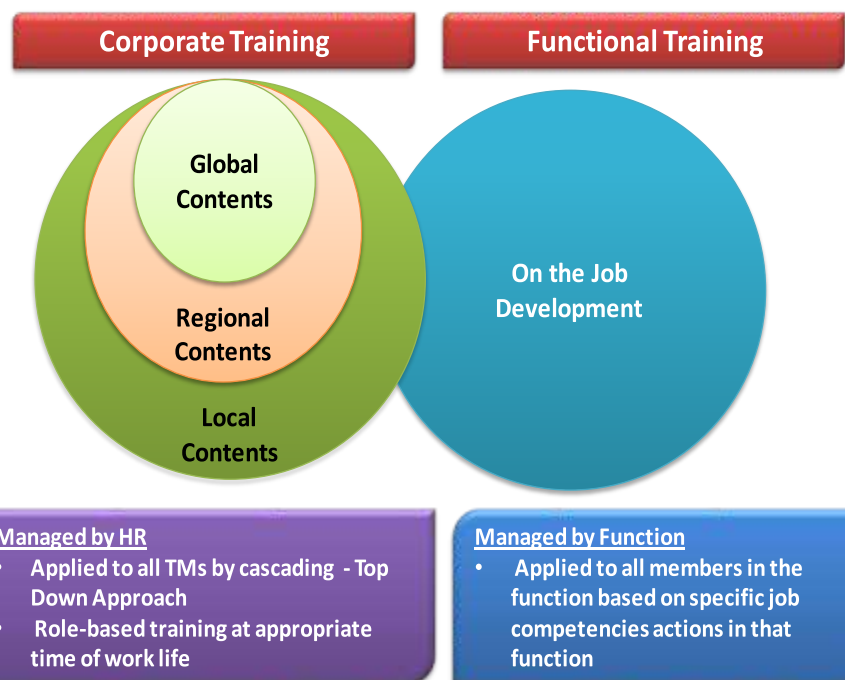 Corporate Training
Functional Training
Global
Contents
Regional
Contents
Local
Contents
On the Job
Development
Managed by HR
• Applied to all TMs by cascading - Top
Down Approach
• Role-based training at appropriate
time of work life
Managed by Function
• Applied to all members in the
function based on specific job
competencies actions in that
function